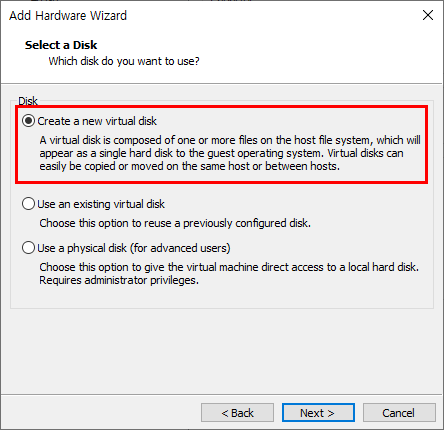 Add Hardware Wizard
Select a Disk
Which disk do you want to use?
Disk
Create a new virtual disk
A virtual disk is composed of one or more files on the host file system, which will
appear as a single hard disk to the guest operating system. Virtual disks can
easily be copied or moved on the same host or between hosts.
Use an existing virtual disk
Choose this option to reuse a previously configured disk.
Use a physical disk (for advanced users)
Choose this option to give the virtual machine direct access to a local hard disk.
Requires administrator privileges.
< Back Next > Cancel